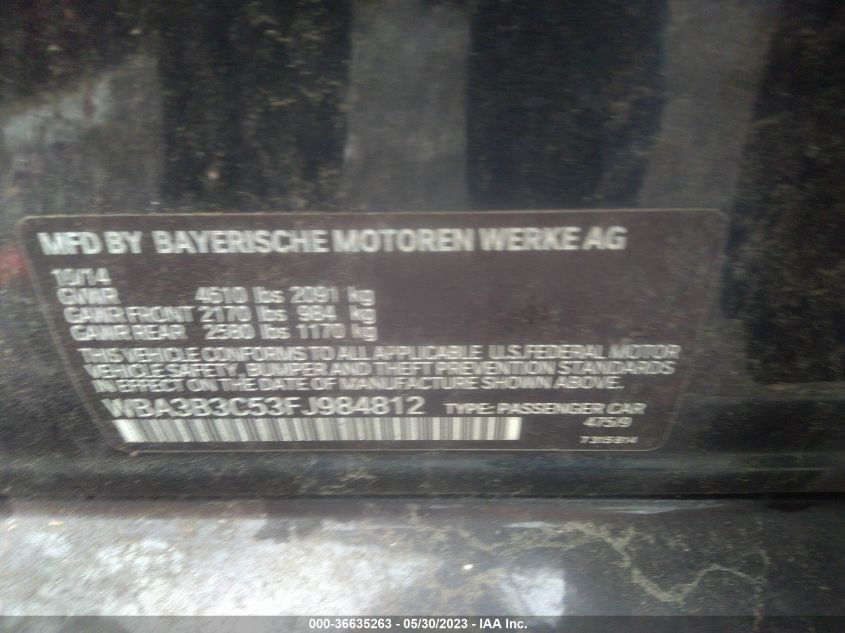 MFD BY BAYERISCHE MOTOREN WERKE AG
10/14
GVWR 4610 lbs 2091 kg
GAWR FRONT 2170 lbs 984 kg
GAWR REAR 2580 lbs 1170 kg
THIS VEHICLE CONFORMS TO ALL APPLICABLE U.S. FEDERAL MOTOR
VEHICLE SAFETY, BUMPER AND THEFT PREVENTION STANDARDS
IN EFFECT ON THE DATE OF MANUFACTURE SHOWN ABOVE.
WBA3B3C53FJ984812 TYPE: PASSENGER CAR
475/9
7315814
000-36635263 - 05/30/2023 - IAA Inc.